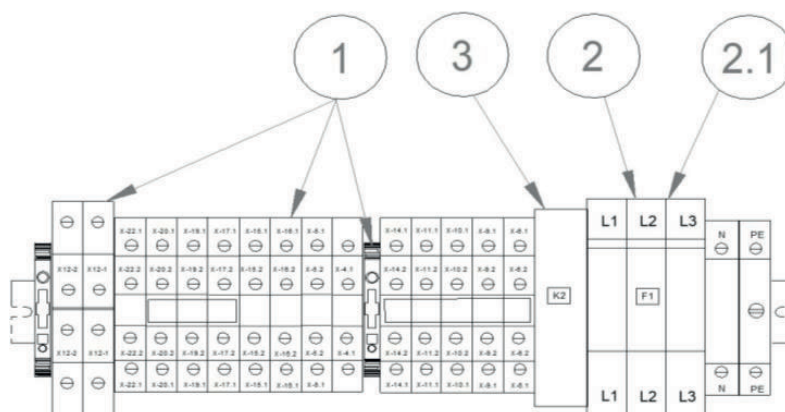 1 3 2 2.1
L1 L2 L3
X-22.1 X-20.1 X-19.1 X-17.1 X-15.1 X-16.1 X-6.1 X-14.1 X-11.1 X-10.1 X-9.1 X-8.1 N PE
X12-2 X12-1 X-22.2 X-20.2 X-19.2 X-17.2 X-15.2 X-16.2 X-6.2 X-4.1 X-14.2 X-11.2 X-10.2 X-9.2 X-8.2
K2 F1
X12-2 X12-1 X-22.2 X-20.2 X-19.2 X-17.2 X-15.2 X-16.2 X-6.2 X-4.1 X-14.2 X-11.2 X-10.2 X-9.2 X-8.2
X-22.1 X-20.1 X-19.1 X-17.1 X-15.1 X-16.1 X-6.1 X-14.1 X-11.1 X-10.1 X-9.1 X-8.1 N PE
L1 L2 L3